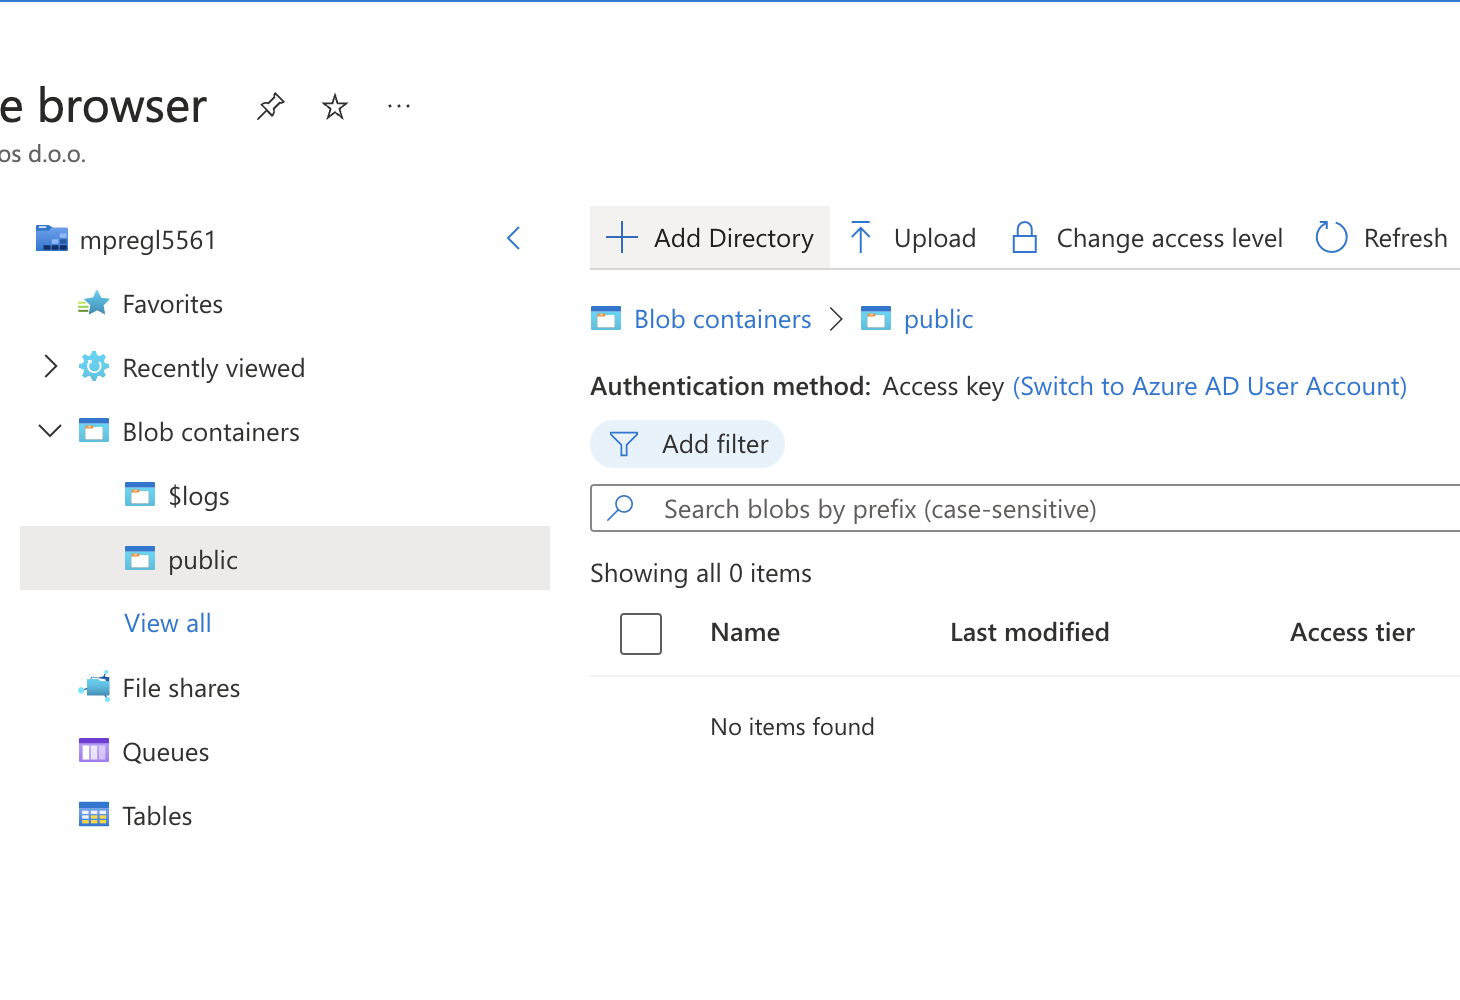 e browser
os d.o.o.
mpregl5561
Favorites
Recently viewed
Blob containers
$logs
public
View all
File shares
Queues
Tables
Add Directory Upload Change access level Refresh
Blob containers > public
Authentication method: Access key (Switch to Azure AD User Account)
Add filter
Search blobs by prefix (case-sensitive)
Showing all 0 items
Name Last modified Access tier
No items found